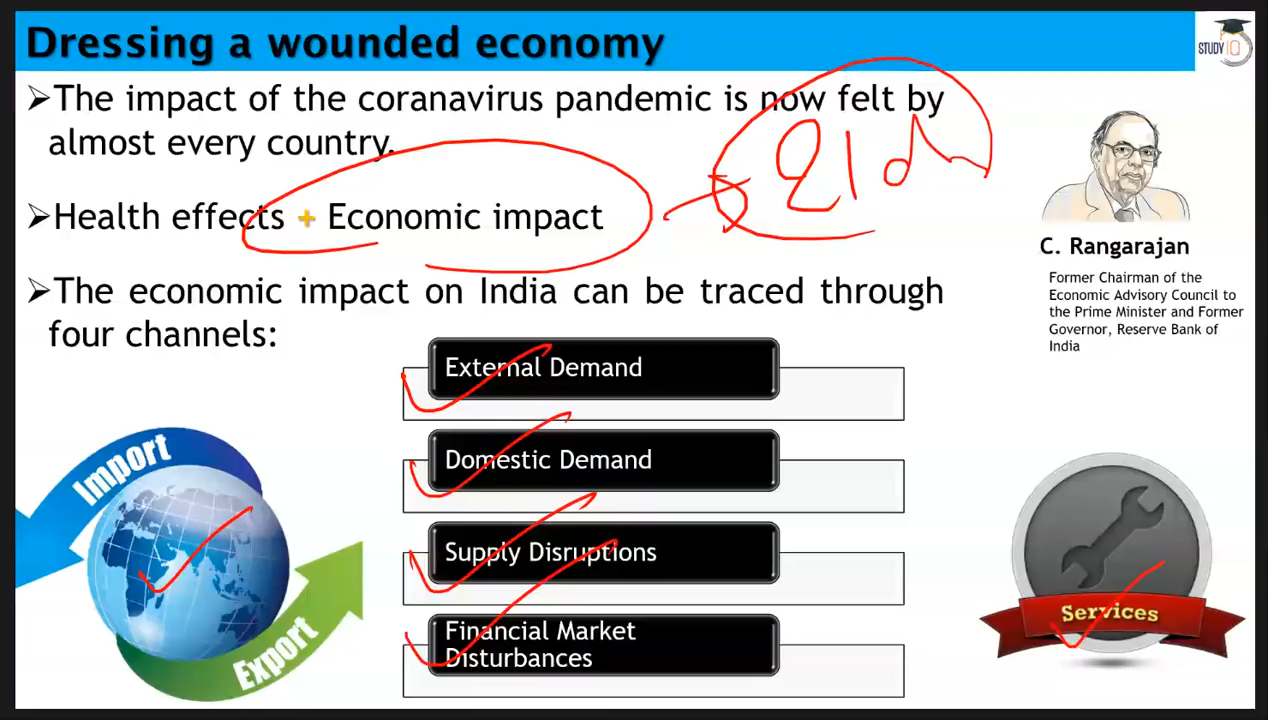 Dressing a wounded economy
STUDY IQ
➢The impact of the coranavirus pandemic is now felt by
almost every country.
➢Health effects + Economic impact
➢The economic impact on India can be traced through
four channels:
External Demand
Domestic Demand
Supply Disruptions
Financial Market
Disturbances
Import
Export
C. Rangarajan
Former Chairman of the
Economic Advisory Council to
the Prime Minister and Former
Governor, Reserve Bank of
India
Services